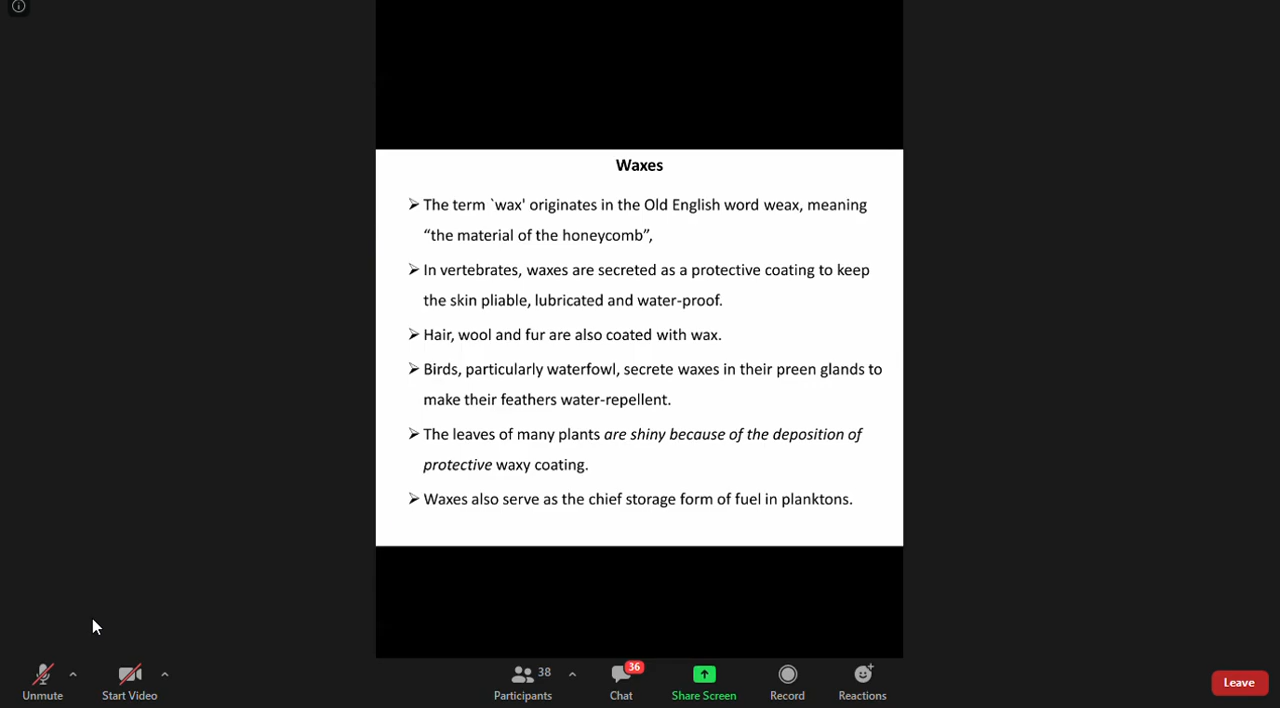 Waxes
➢ The term `wax' originates in the Old English word weax, meaning
“the material of the honeycomb”,
➢ In vertebrates, waxes are secreted as a protective coating to keep
the skin pliable, lubricated and water-proof.
➢ Hair, wool and fur are also coated with wax.
➢ Birds, particularly waterfowl, secrete waxes in their preen glands to
make their feathers water-repellent.
➢ The leaves of many plants are shiny because of the deposition of
protective waxy coating.
➢ Waxes also serve as the chief storage form of fuel in planktons.
38
36
Unmute
Start Video
Participants
Chat
Share Screen
Record
Reactions
Leave